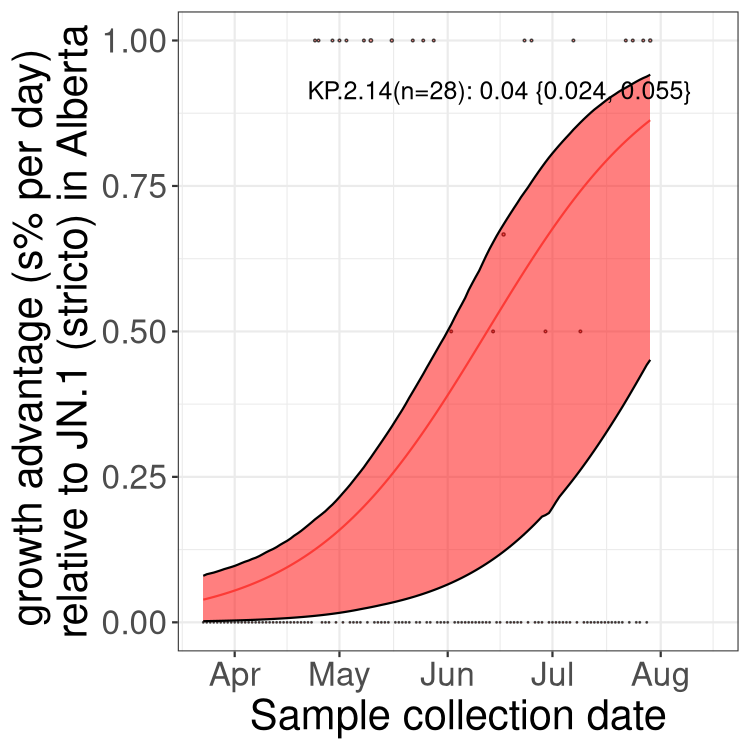 growth advantage (s% per day)
relative to JN.1 (stricto) in Alberta
1.00
0.75
0.50
0.25
0.00
KP.2.14(n=28): 0.04 {0.024, 0.055}
Apr May Jun Jul Aug
Sample collection date